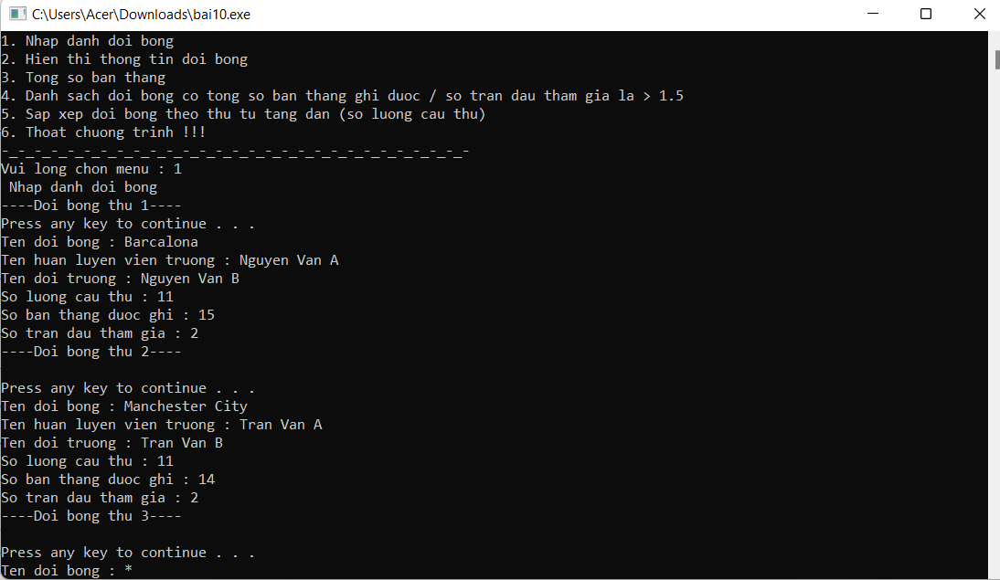 C:\Users\Acer\Downloads\bai10.exe
1. Nhap danh doi bong
2. Hien thi thong tin doi bong
3. Tong so ban thang
4. Danh sach doi bong co tong so ban thang ghi duoc / so tran dau tham gia la > 1.5
5. Sap xep doi bong theo thu tu tang dan (so luong cau thu)
6. Thoat chuong trinh !!!
-_-_-_-_-_-_-_-_-_-_-_-_-_-_-_-_-_-_-_-_-_-_-_-_-_-_-_-_-
Vui long chon menu : 1
 Nhap danh doi bong
----Doi bong thu 1----
Press any key to continue . . .
Ten doi bong : Barcalona
Ten huan luyen vien truong : Nguyen Van A
Ten doi truong : Nguyen Van B
So luong cau thu : 11
So ban thang duoc ghi : 15
So tran dau tham gia : 2
----Doi bong thu 2----
Press any key to continue . . .
Ten doi bong : Manchester City
Ten huan luyen vien truong : Tran Van A
Ten doi truong : Tran Van B
So luong cau thu : 11
So ban thang duoc ghi : 14
So tran dau tham gia : 2
----Doi bong thu 3----
Press any key to continue . . .
Ten doi bong : *